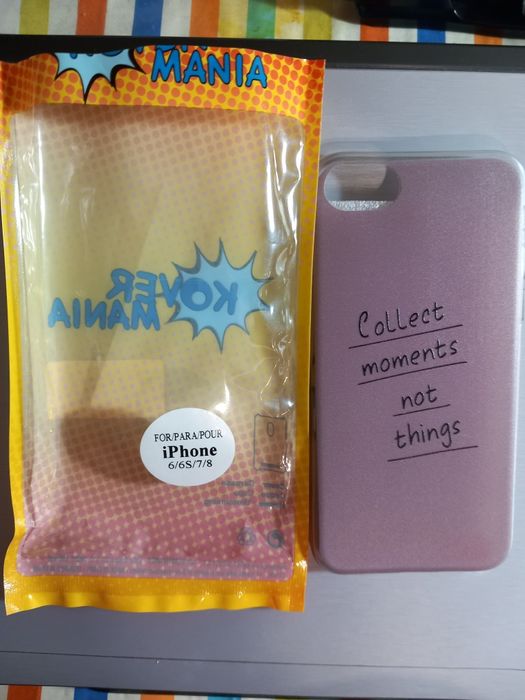 MANIA
KOVER
MANIA
FOR/PARA/POUR
iPhone
6/6S/7/8
Collect
moments
not
things